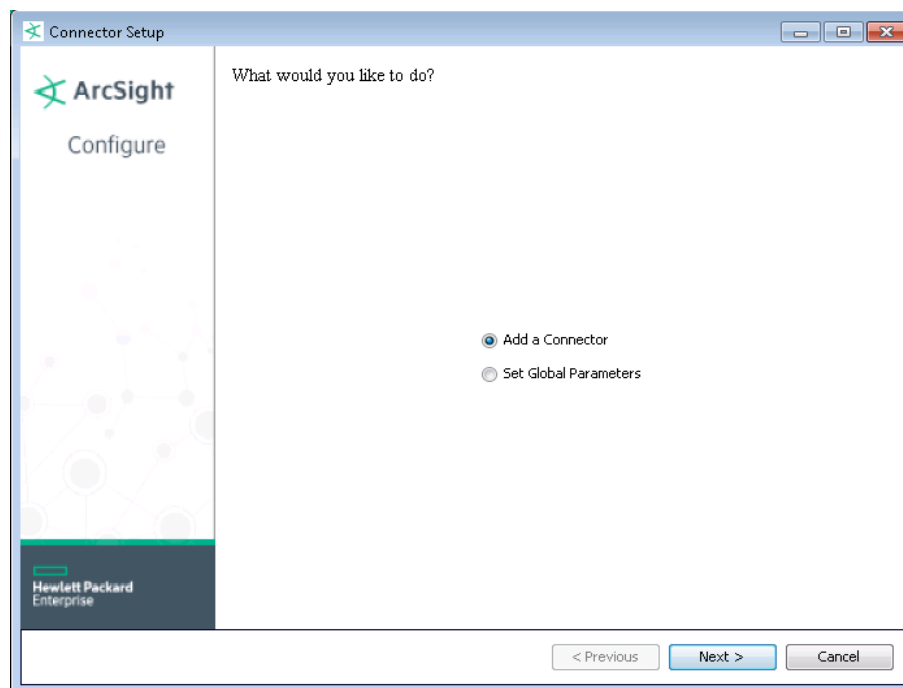 Connector Setup
ArcSight
Configure
What would you like to do?
Add a Connector
Set Global Parameters
Hewlett Packard
Enterprise
< Previous
Next >
Cancel